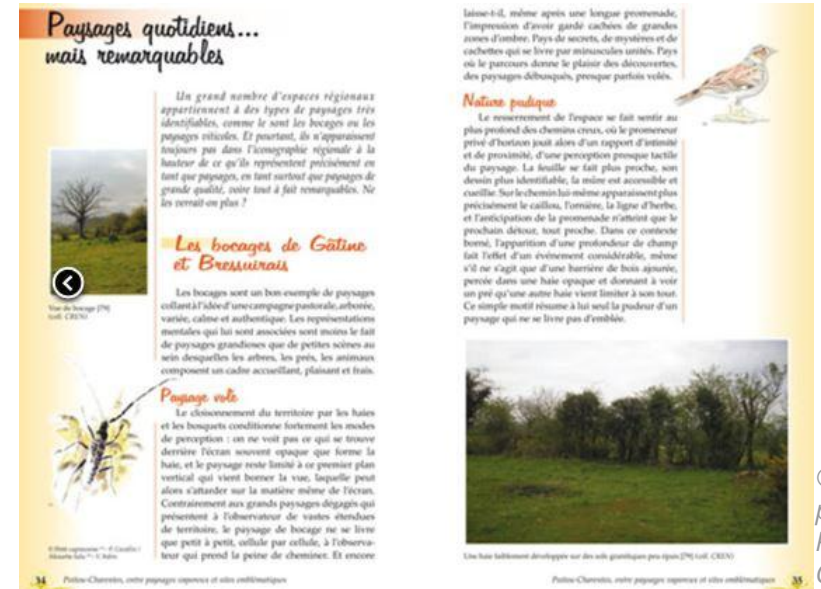 Paysages quotidiens...
mais remarquables
Un grand nombre d'espaces régionaux
appartiennent à des types de paysages très
identifiables, comme le sont les bocages ou les
paysages viticoles. Et pourtant, ils n'apparaissent
toujours pas dans l'iconographie régionale à la
hauteur de ce qu'ils représentent précisément en
tant que paysages, en tant surtout que paysages de
grande qualité, voire tout à fait remarquables. Ne
les verrait-on plus ?
Vue de bocage [79]
(coll. CREN)
Les bocages de Gâtine
et Bressuirais
Les bocages sont un bon exemple de paysages
collant à l'idée d'une campagne pastorale, arborée,
variée, calme et authentique. Les représentations
mentales qui lui sont associées sont moins le fait
de paysages grandioses que de petites scènes au
sein desquelles les arbres, les prés, les animaux
composent un cadre accueillant, plaisant et frais.
Paysage volé
Le cloisonnement du territoire par les haies
et les bosquets conditionne fortement les modes
de perception : on ne voit pas ce qui se trouve
derrière l'écran souvent opaque que forme la
haie, et le paysage reste limité à ce premier plan
vertical qui vient borner la vue, laquelle peut
alors s'attarder sur la matière même de l'écran.
Contrairement aux grands paysages dégagés qui
présentent à l'observateur de vastes étendues
de territoire, le paysage de bocage ne se livre
que petit à petit, cellule par cellule, à l'observa-
teur qui prend la peine de cheminer. Et encore
34 Poitou-Charentes, entre paysages vaporeux et sites emblématiques
laisse-t-il, même après une longue promenade,
l'impression d'avoir gardé cachées de grandes
zones d'ombre. Pays de secrets, de mystères et de
cachettes qui se livre par minuscules unités. Pays
où le parcours donne le plaisir des découvertes,
des paysages débusqués, presque parfois volés.
Nature pudique
Le resserrement de l'espace se fait sentir au
plus profond des chemins creux, où le promeneur
privé d'horizon jouit alors d'un rapport d'intimité
et de proximité, d'une perception presque tactile
du paysage. La feuille se fait plus proche, son
dessin plus identifiable, la mûre est accessible et
cueillie. Sur le chemin lui-même apparaissent plus
précisément le caillou, l'ornière, la ligne d'herbe,
et l'anticipation de la promenade n'atteint que le
prochain détour, tout proche. Dans ce contexte
borné, l'apparition d'une profondeur de champ
fait l'effet d'un événement considérable, même
s'il ne s'agit que d'une barrière de bois ajourée,
percée dans une haie opaque et donnant à voir
un pré qu'une autre haie vient limiter à son tour.
Ce simple motif résume à lui seul la pudeur d'un
paysage qui ne se livre pas d'emblée.
Une haie faiblement développée sur des sols granitiques peu épais [79] (coll. CREN)
Poitou-Charentes, entre paysages vaporeux et sites emblématiques 35